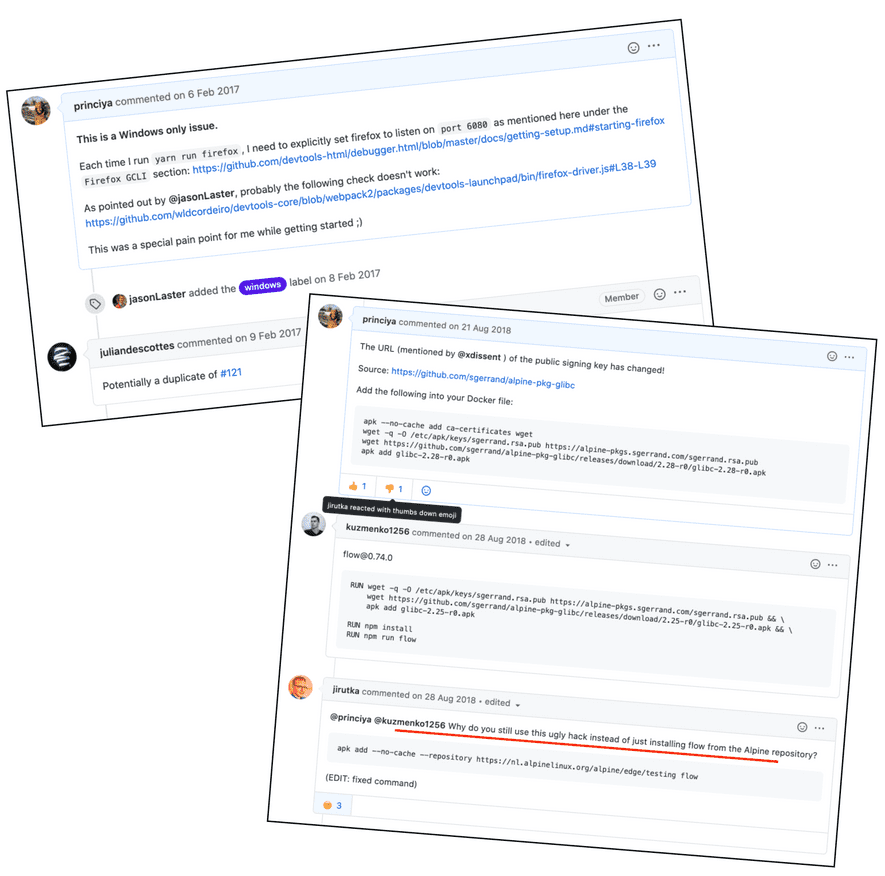 princiya commented on 6 Feb 2017
This is a Windows only issue.
Each time I run yarn run firefox , I need to explicitly set firefox to listen on port 6080 as mentioned here under the
Firefox GCLI section: https://github.com/devtools-html/debugger.html/blob/master/docs/getting-setup.md#starting-firefox
As pointed out by @jasonLaster, probably the following check doesn't work:
https://github.com/wldcordeiro/devtools-core/blob/webpack2/packages/devtools-launchpad/bin/firefox-driver.js#L38-L39
This was a special pain point for me while getting started ;)
jasonLaster added the windows label on 8 Feb 2017
juliandescottes commented on 9 Feb 2017
Member
Potentially a duplicate of #121
princiya commented on 21 Aug 2018
The URL (mentioned by @xdissent ) of the public signing key has changed!
Source: https://github.com/sgerrand/alpine-pkg-glibc
Add the following into your Docker file:
apk --no-cache add ca-certificates wget
wget -q -O /etc/apk/keys/sgerrand.rsa.pub https://alpine-pkgs.sgerrand.com/sgerrand.rsa.pub
wget https://github.com/sgerrand/alpine-pkg-glibc/releases/download/2.28-r0/glibc-2.28-r0.apk
apk add glibc-2.28-r0.apk
1 1
jirutka reacted with thumbs down emoji
kuzmenko1256 commented on 28 Aug 2018 • edited
flow@0.74.0
RUN wget -q -O /etc/apk/keys/sgerrand.rsa.pub https://alpine-pkgs.sgerrand.com/sgerrand.rsa.pub && \
wget https://github.com/sgerrand/alpine-pkg-glibc/releases/download/2.25-r0/glibc-2.25-r0.apk && \
apk add glibc-2.25-r0.apk
RUN npm install
RUN npm run flow
jirutka commented on 28 Aug 2018 • edited
@princiya @kuzmenko1256 Why do you still use this ugly hack instead of just installing flow from the Alpine repository?
apk add --no-cache --repository https://nl.alpinelinux.org/alpine/edge/testing flow
(EDIT: fixed command)
3